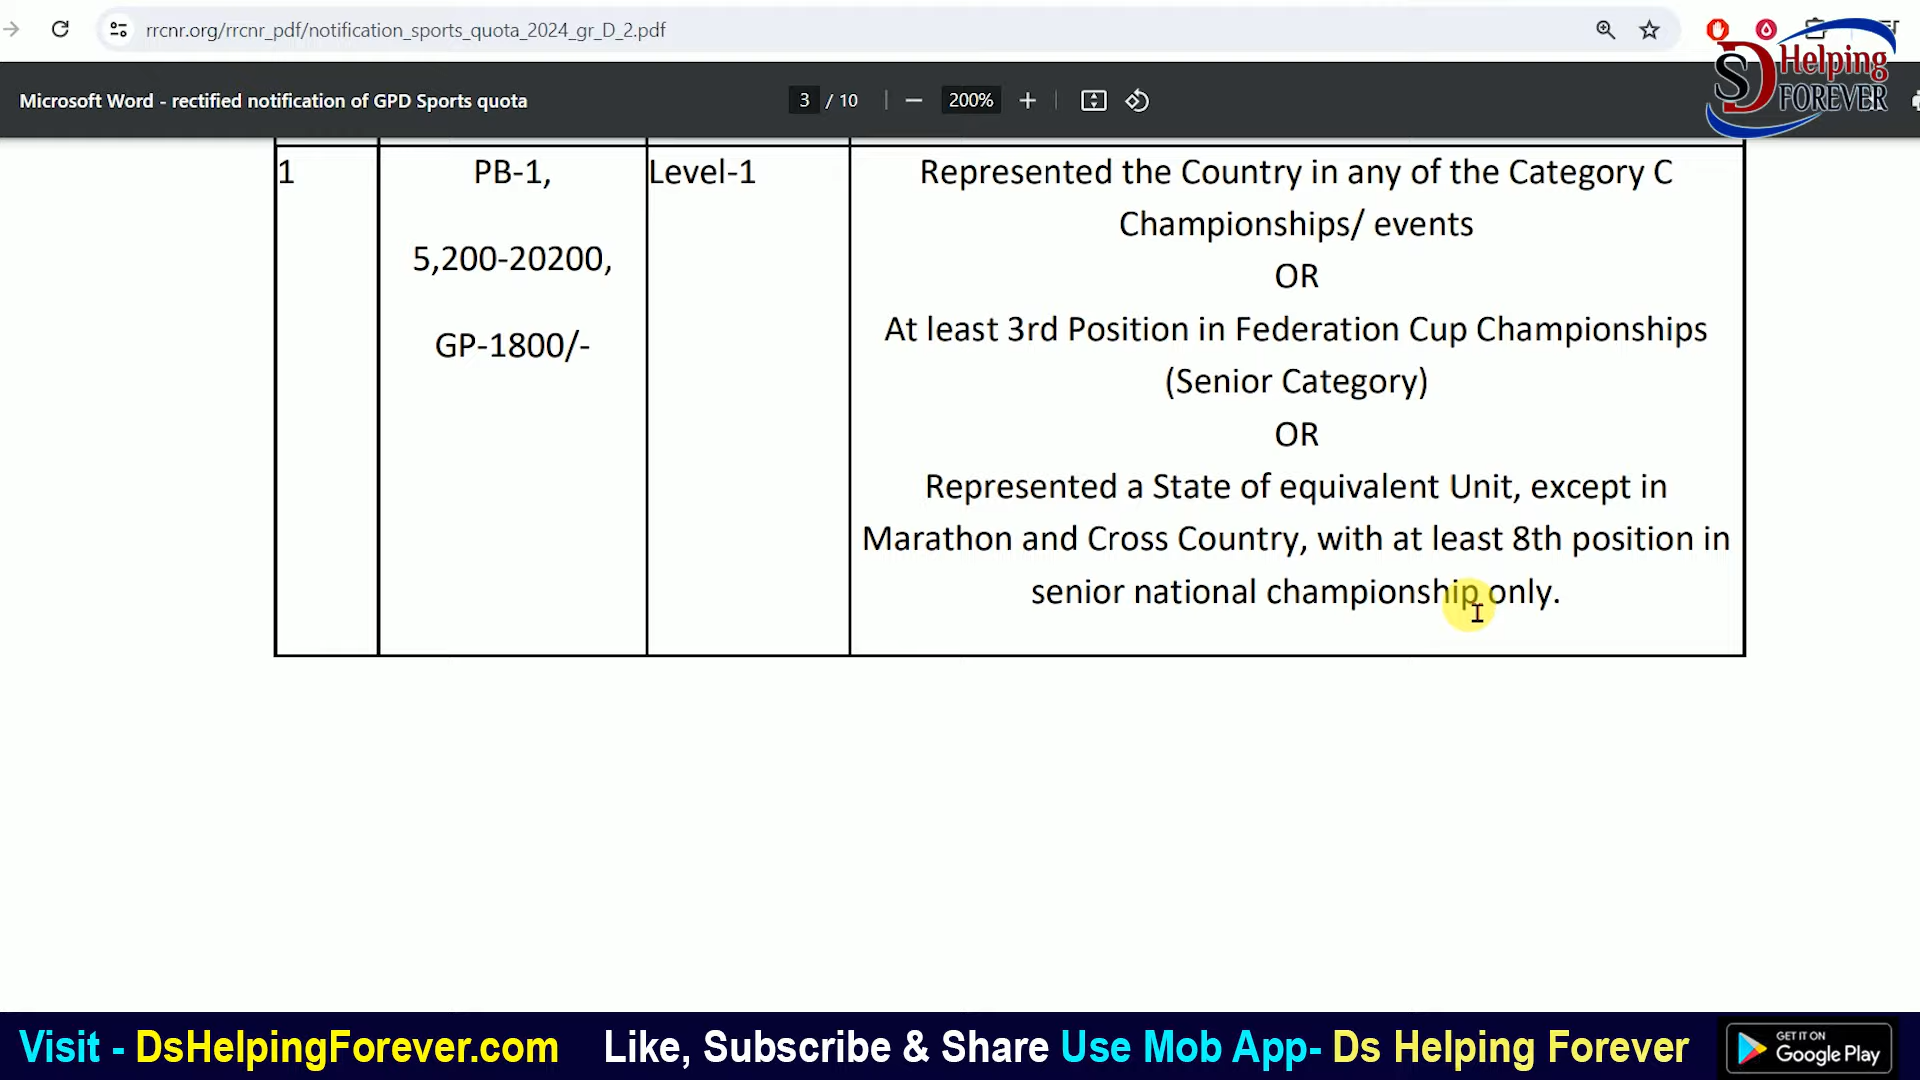 rrcnr.org/rrcnr_pdf/notification_sports_quota_2024_gr_D_2.pdf
Microsoft Word - rectified notification of GPD Sports quota
3 / 10
200%
SD Helping
FOREVER
1
PB-1,
5,200-20200,
GP-1800/-
Level-1
Represented the Country in any of the Category C
Championships/ events
OR
At least 3rd Position in Federation Cup Championships
(Senior Category)
OR
Represented a State of equivalent Unit, except in
Marathon and Cross Country, with at least 8th position in
senior national championship only.
Visit - DsHelpingForever.com Like, Subscribe & Share Use Mob App- Ds Helping Forever
GET IT ON
Google Play